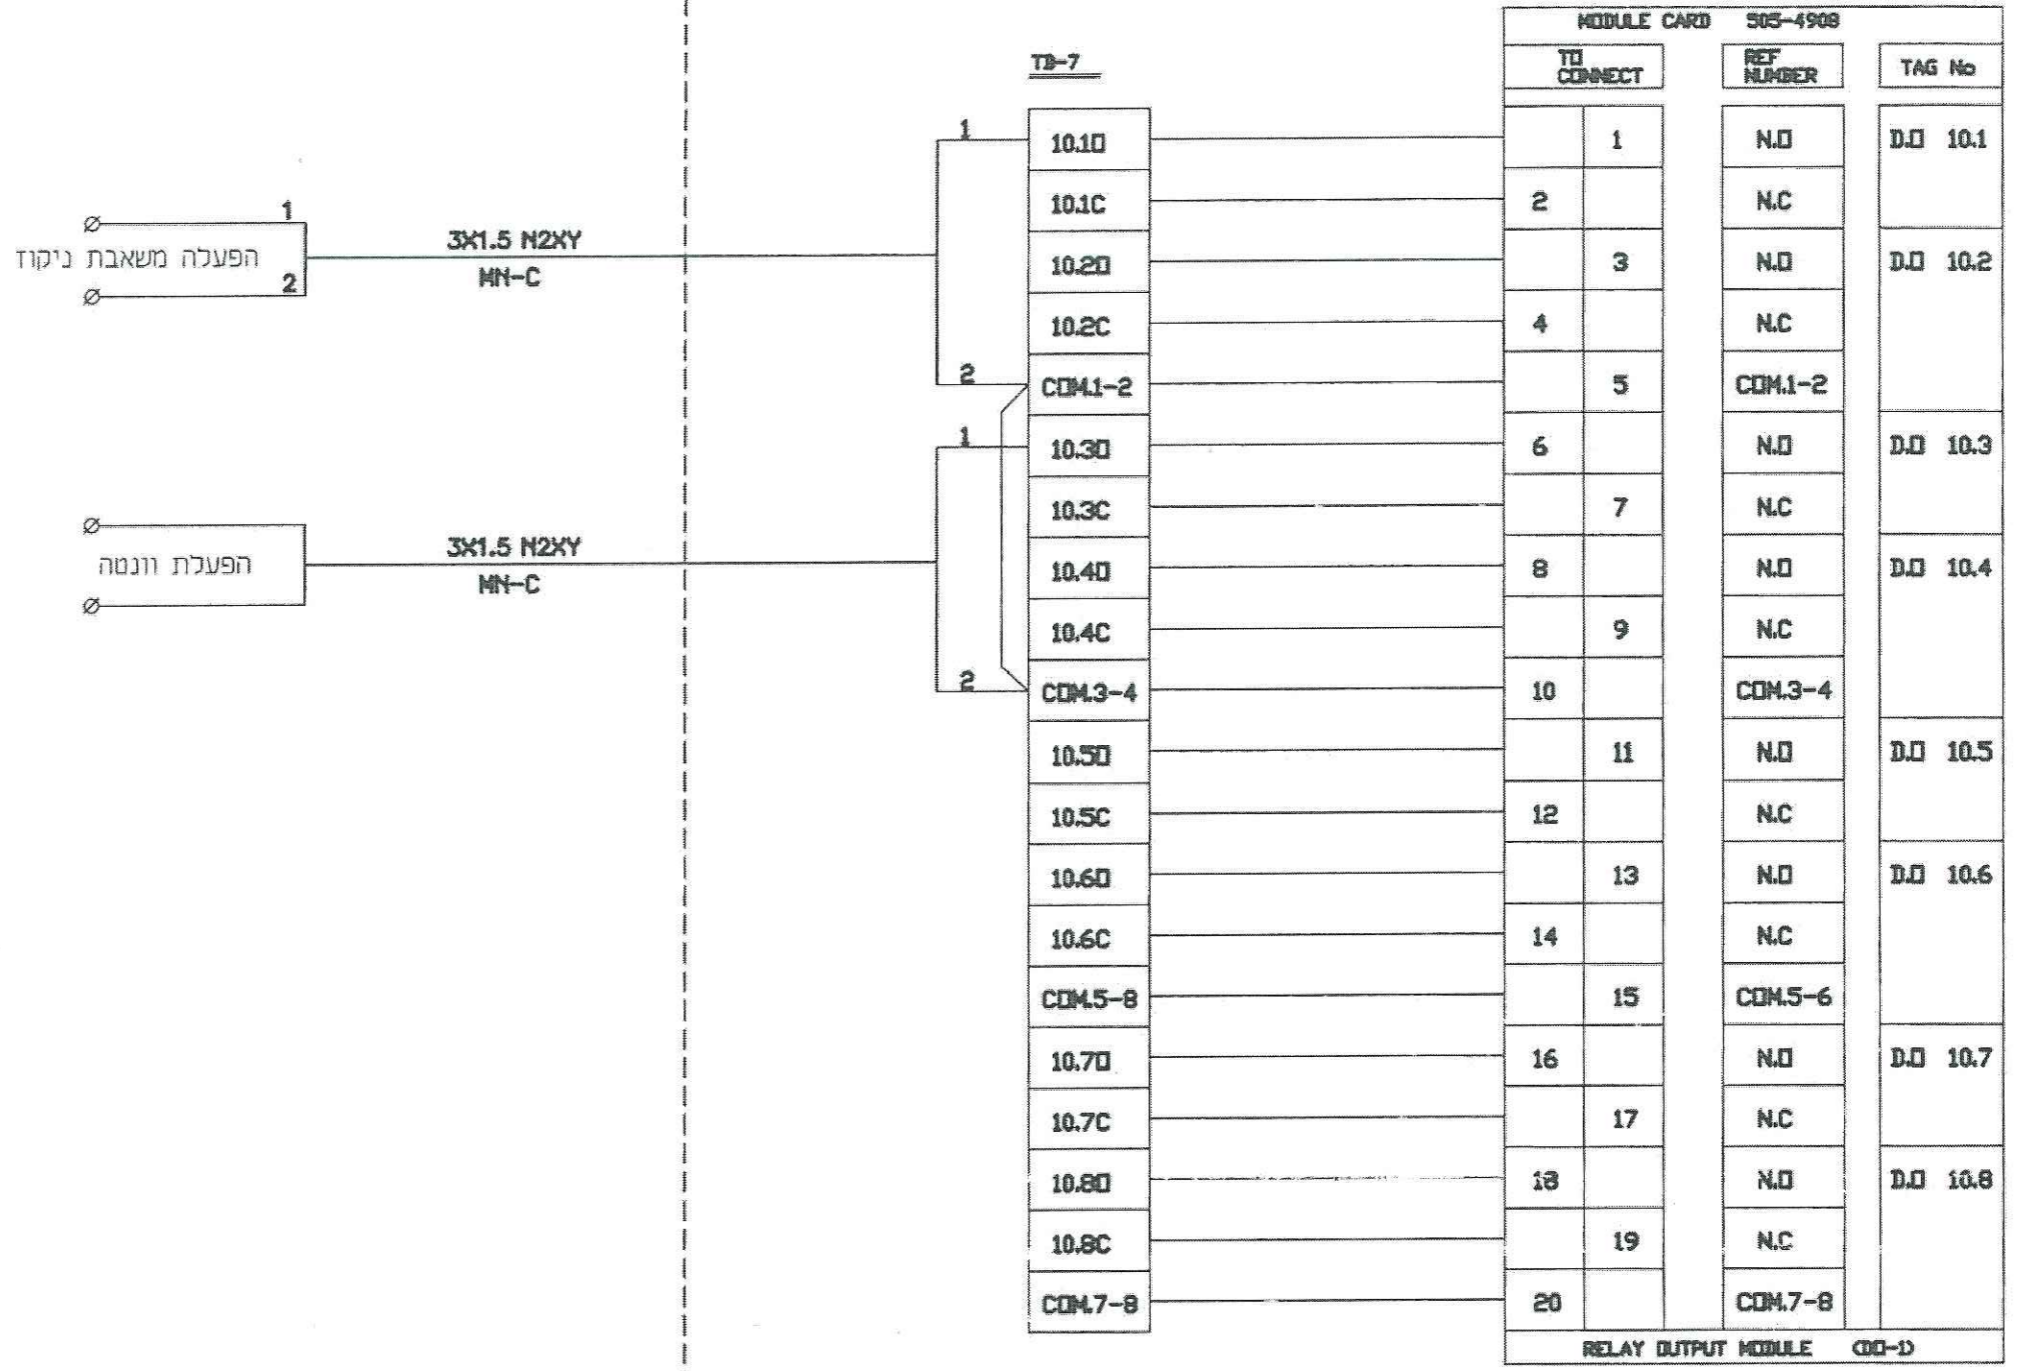 MODULE CARD 505-4908
TO CONNECT
REF NUMBER
TAG No
TB-7
1 10.1O 1 N.O D.O 10.1
10.1C 2 N.C
1
הפעלה משאבת ניקוז
2
3X1.5 N2XY
MN-C
10.2O 3 N.O D.O 10.2
10.2C 4 N.C
2 COM.1-2 5 COM.1-2
1 10.3O 6 N.O D.O 10.3
10.3C 7 N.C
הפעלת וונטה
3X1.5 N2XY
MN-C
10.4O 8 N.O D.O 10.4
10.4C 9 N.C
2 COM.3-4 10 COM.3-4
10.5O 11 N.O D.O 10.5
10.5C 12 N.C
10.6O 13 N.O D.O 10.6
10.6C 14 N.C
COM.5-8 15 COM.5-6
10.7O 16 N.O D.O 10.7
10.7C 17 N.C
10.8O 18 N.O D.O 10.8
10.8C 19 N.C
COM.7-8 20 COM.7-8
RELAY OUTPUT MODULE (DO-1)